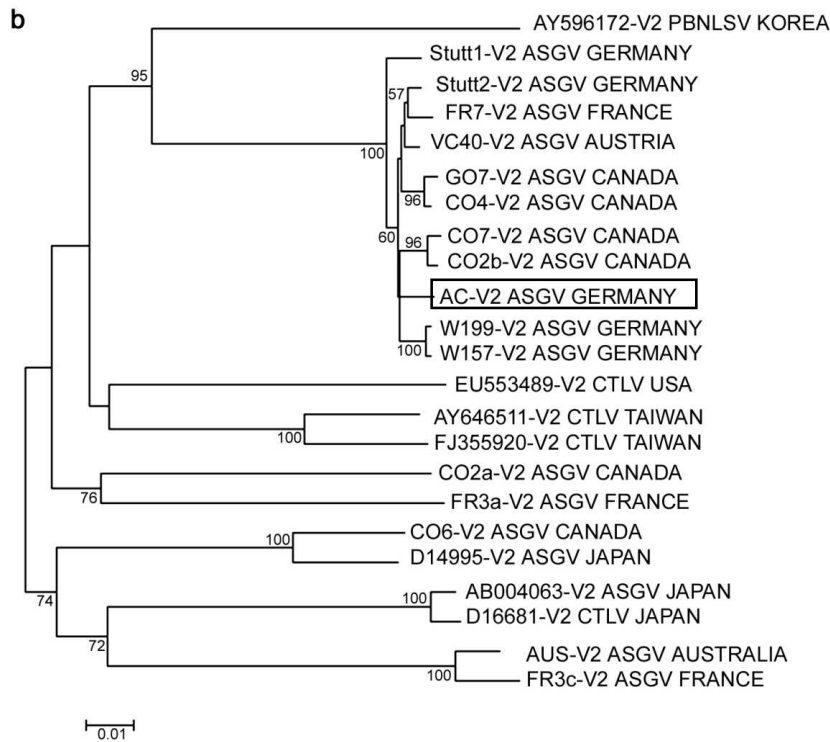 b
AY596172-V2 PBNLSV KOREA
95
Stutt1-V2 ASGV GERMANY
57
Stutt2-V2 ASGV GERMANY
FR7-V2 ASGV FRANCE
100
VC40-V2 ASGV AUSTRIA
GO7-V2 ASGV CANADA
96
CO4-V2 ASGV CANADA
60
96
CO7-V2 ASGV CANADA
CO2b-V2 ASGV CANADA
AC-V2 ASGV GERMANY
W199-V2 ASGV GERMANY
100
W157-V2 ASGV GERMANY
EU553489-V2 CTLV USA
AY646511-V2 CTLV TAIWAN
100
FJ355920-V2 CTLV TAIWAN
CO2a-V2 ASGV CANADA
76
FR3a-V2 ASGV FRANCE
CO6-V2 ASGV CANADA
100
D14995-V2 ASGV JAPAN
74
AB004063-V2 ASGV JAPAN
100
D16681-V2 CTLV JAPAN
72
AUS-V2 ASGV AUSTRALIA
100
FR3c-V2 ASGV FRANCE
0.01